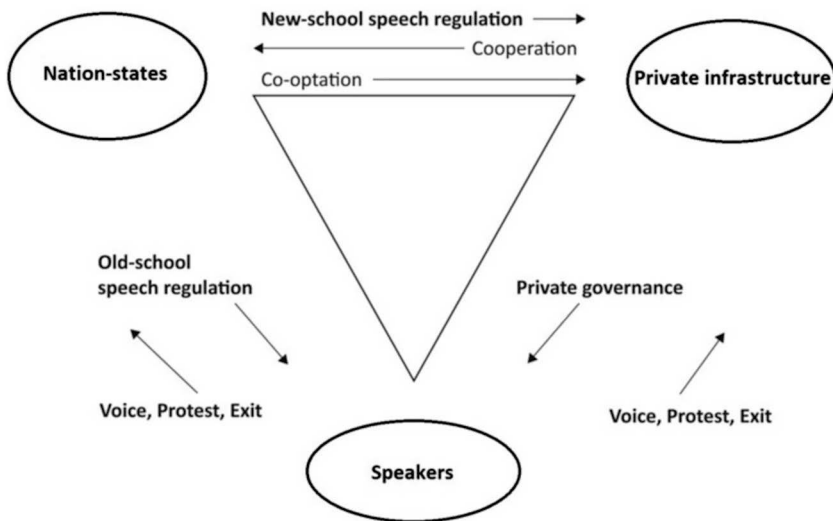 New-school speech regulation
Nation-states
Cooperation
Private infrastructure
Co-optation
Old-school
speech regulation
Private governance
Voice, Protest, Exit
Voice, Protest, Exit
Speakers